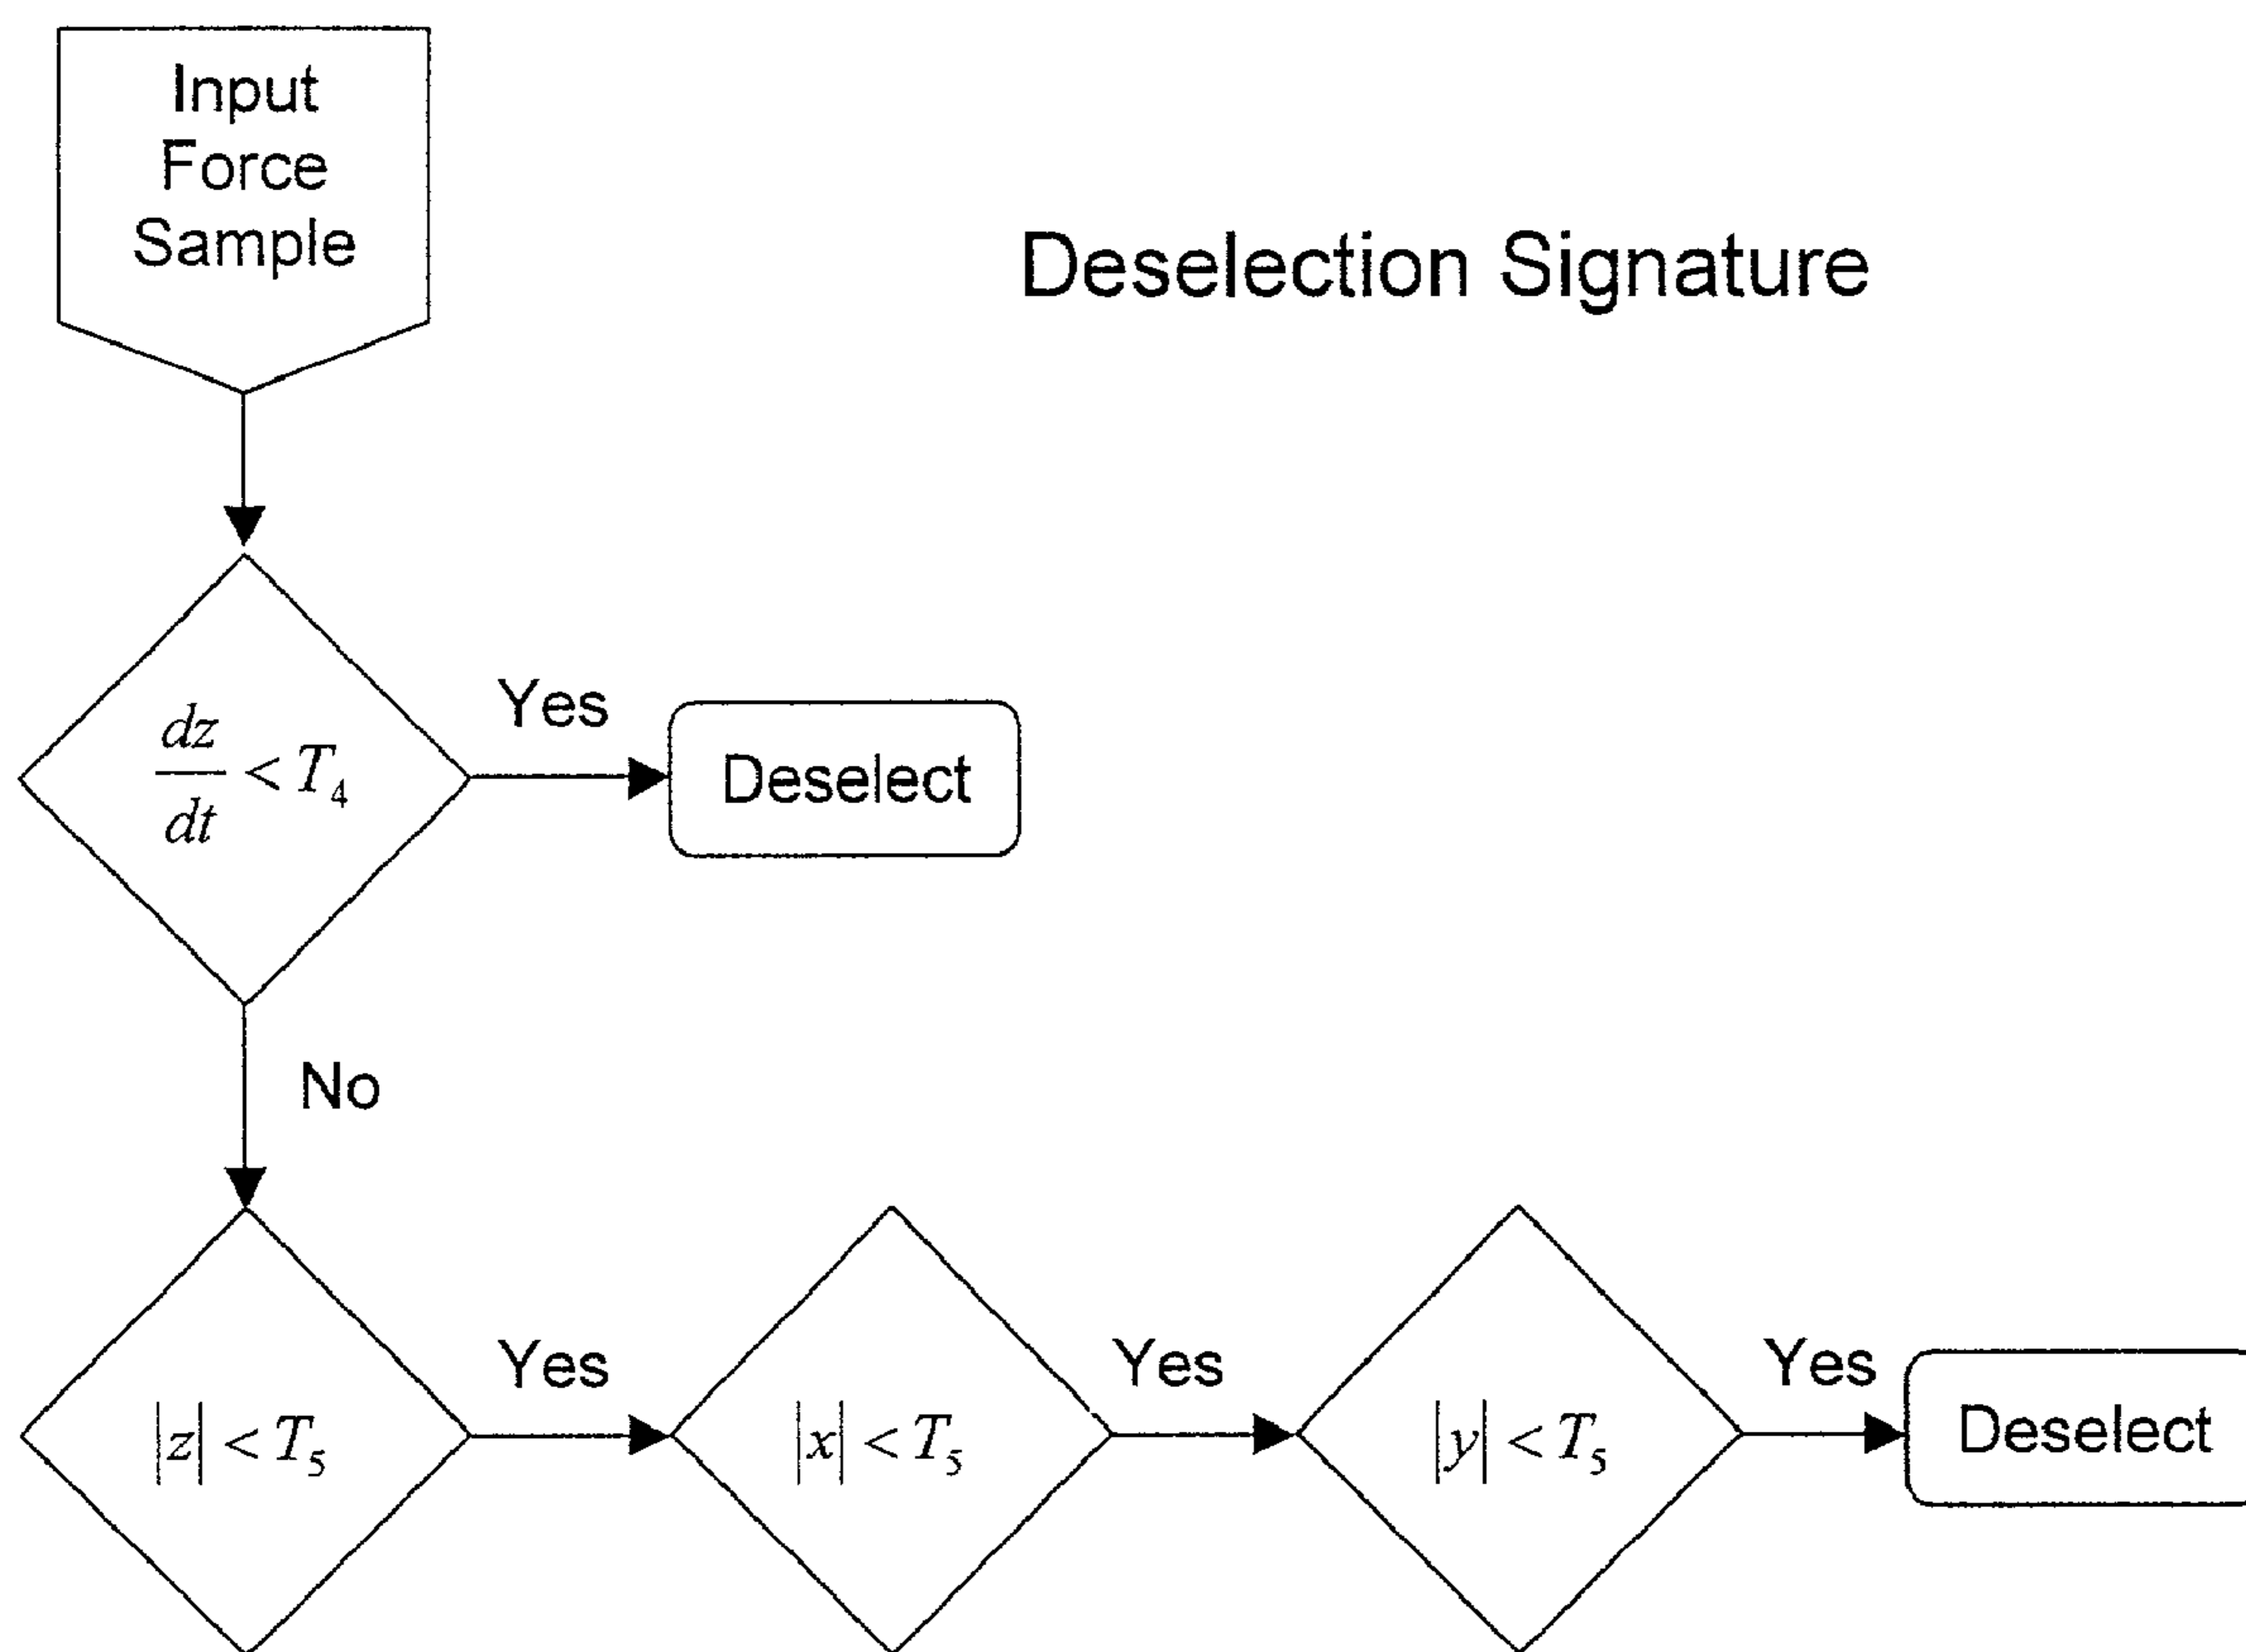 Input
Force
Sample
Deselection Signature
dz/dt < T₄
Yes
Deselect
No
|z| < T₅
Yes
|x| < T₅
Yes
|y| < T₅
Yes
Deselect